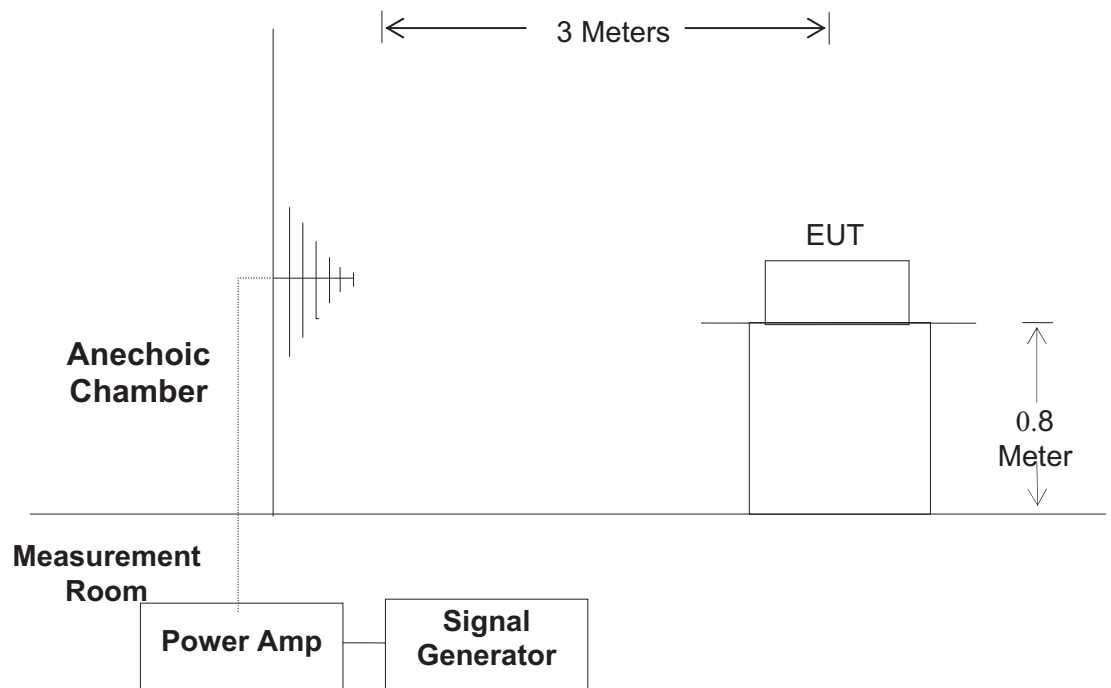 3 Meters
EUT
Anechoic
Chamber
0.8
Meter
Measurement
Room
Power Amp
Signal
Generator